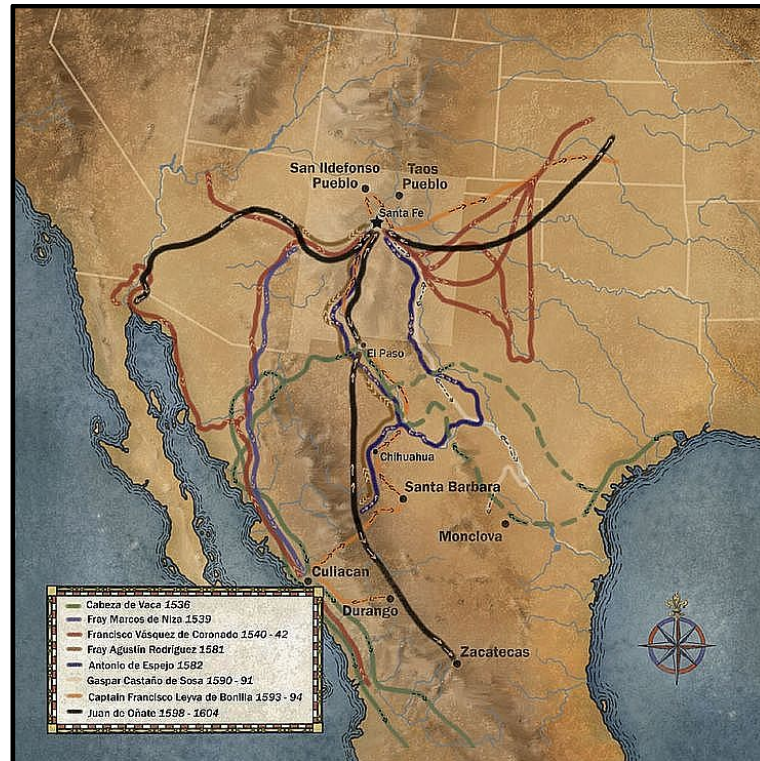 San Ildefonso
Pueblo
Taos
Pueblo
Santa Fe
El Paso
Chihuahua
Santa Barbara
Monclova
Culiacan
Durango
Zacatecas
Cabeza de Vaca 1536
Fray Marcos de Niza 1539
Francisco Vásquez de Coronado 1540 - 42
Fray Agustín Rodríguez 1581
Antonio de Espejo 1582
Gaspar Castaño de Sosa 1590 - 91
Captain Francisco Leyva de Bonilla 1593 - 94
Juan de Oñate 1598 - 1604